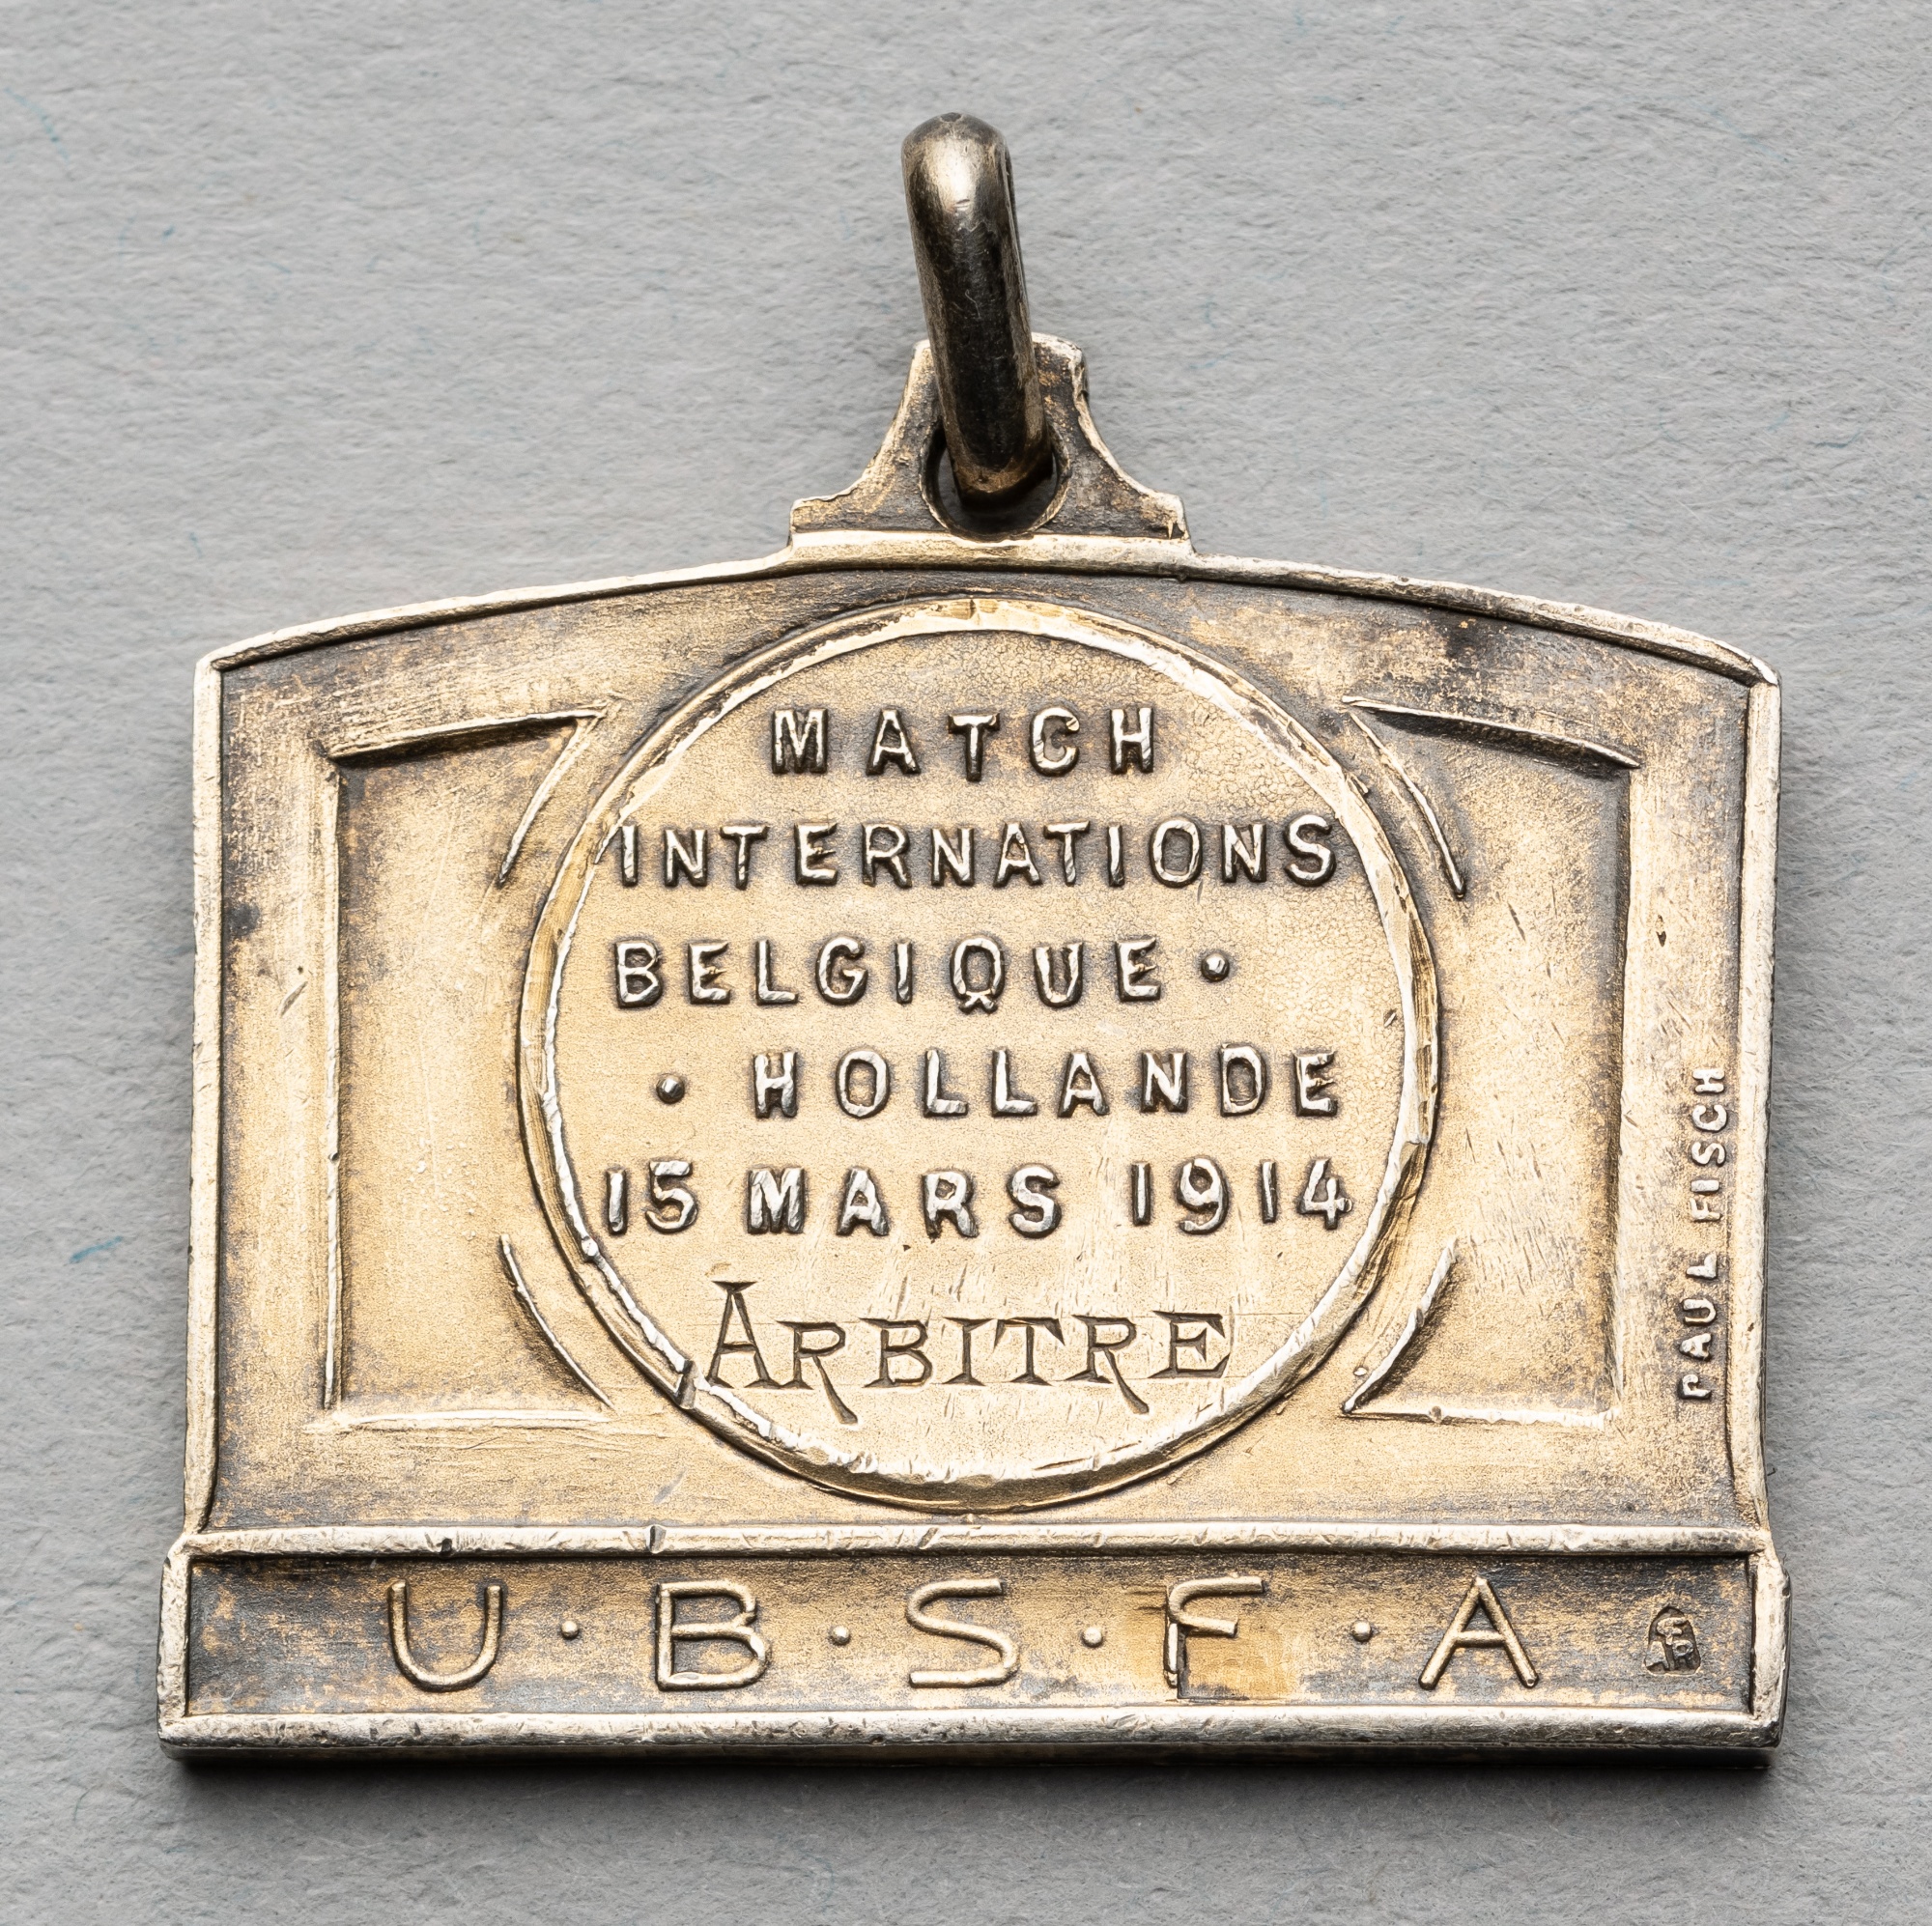 MATCH
INTERNATIONS
BELGIQUE •
• HOLLANDE
15 MARS 1914
ARBITRE
PAUL FISCH
U • B • S • F • A